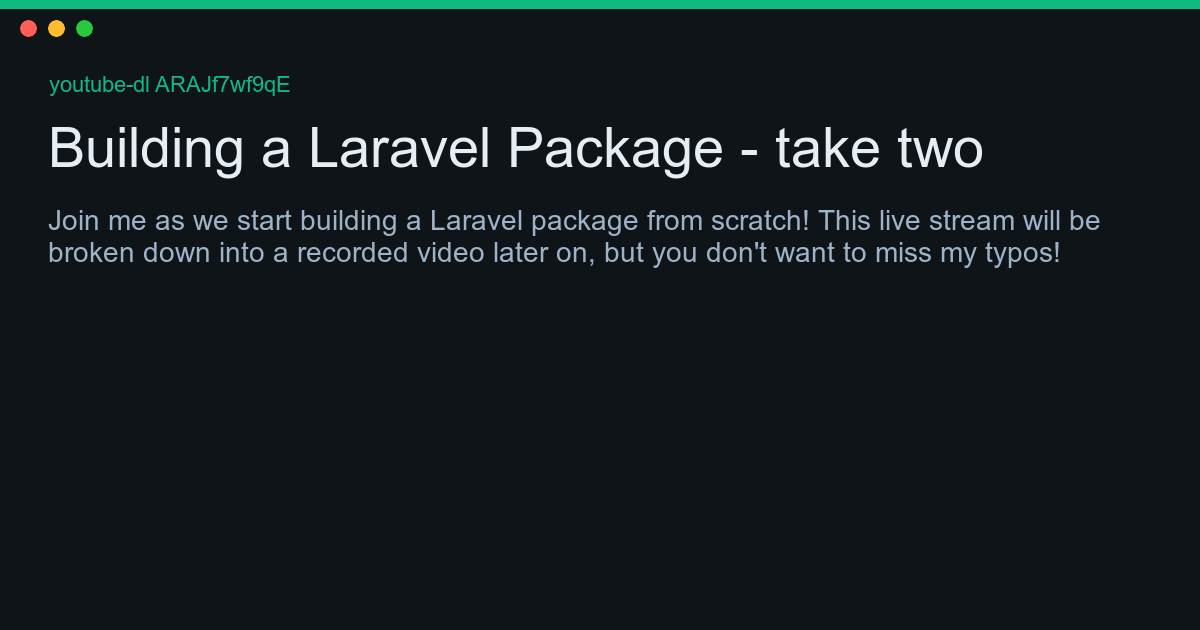 youtube-dl ARAJf7wf9qE
Building a Laravel Package - take two
Join me as we start building a Laravel package from scratch! This live stream will be
broken down into a recorded video later on, but you don't want to miss my typos!